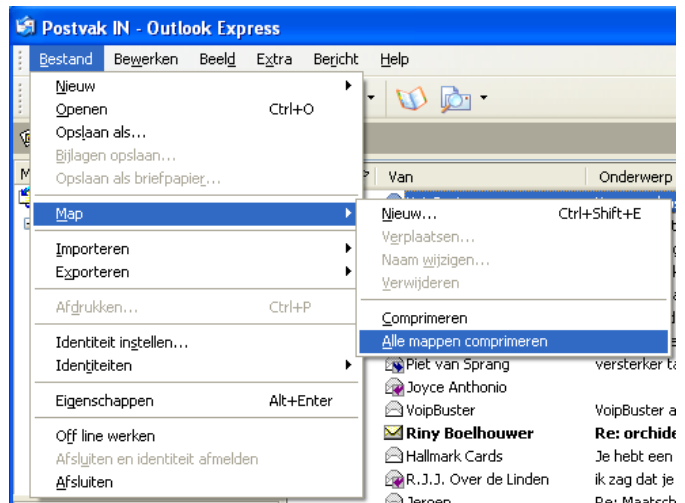 Postvak IN - Outlook Express
Bestand Bewerken Beeld Extra Bericht Help
Nieuw
Openen Ctrl+O
Opslaan als...
Bijlagen opslaan...
Opslaan als briefpapier...
Van Onderwerp
Map
Nieuw... Ctrl+Shift+E
Verplaatsen...
Importeren
Naam wijzigen...
Exporteren
Verwijderen
Afdrukken... Ctrl+P
Comprimeren
Identiteit instellen...
Alle mappen comprimeren
Identiteiten
Piet van Sprang versterker
Joyce Anthonio
Eigenschappen Alt+Enter
VoipBuster VoipBuster
Off line werken
Riny Boelhouwer Re:
Afsluiten en identiteit afmelden
Hallmark Cards Je hebt een
Afsluiten
R.J.J. Over de Linden ik zag dat je
Jeroen Re: